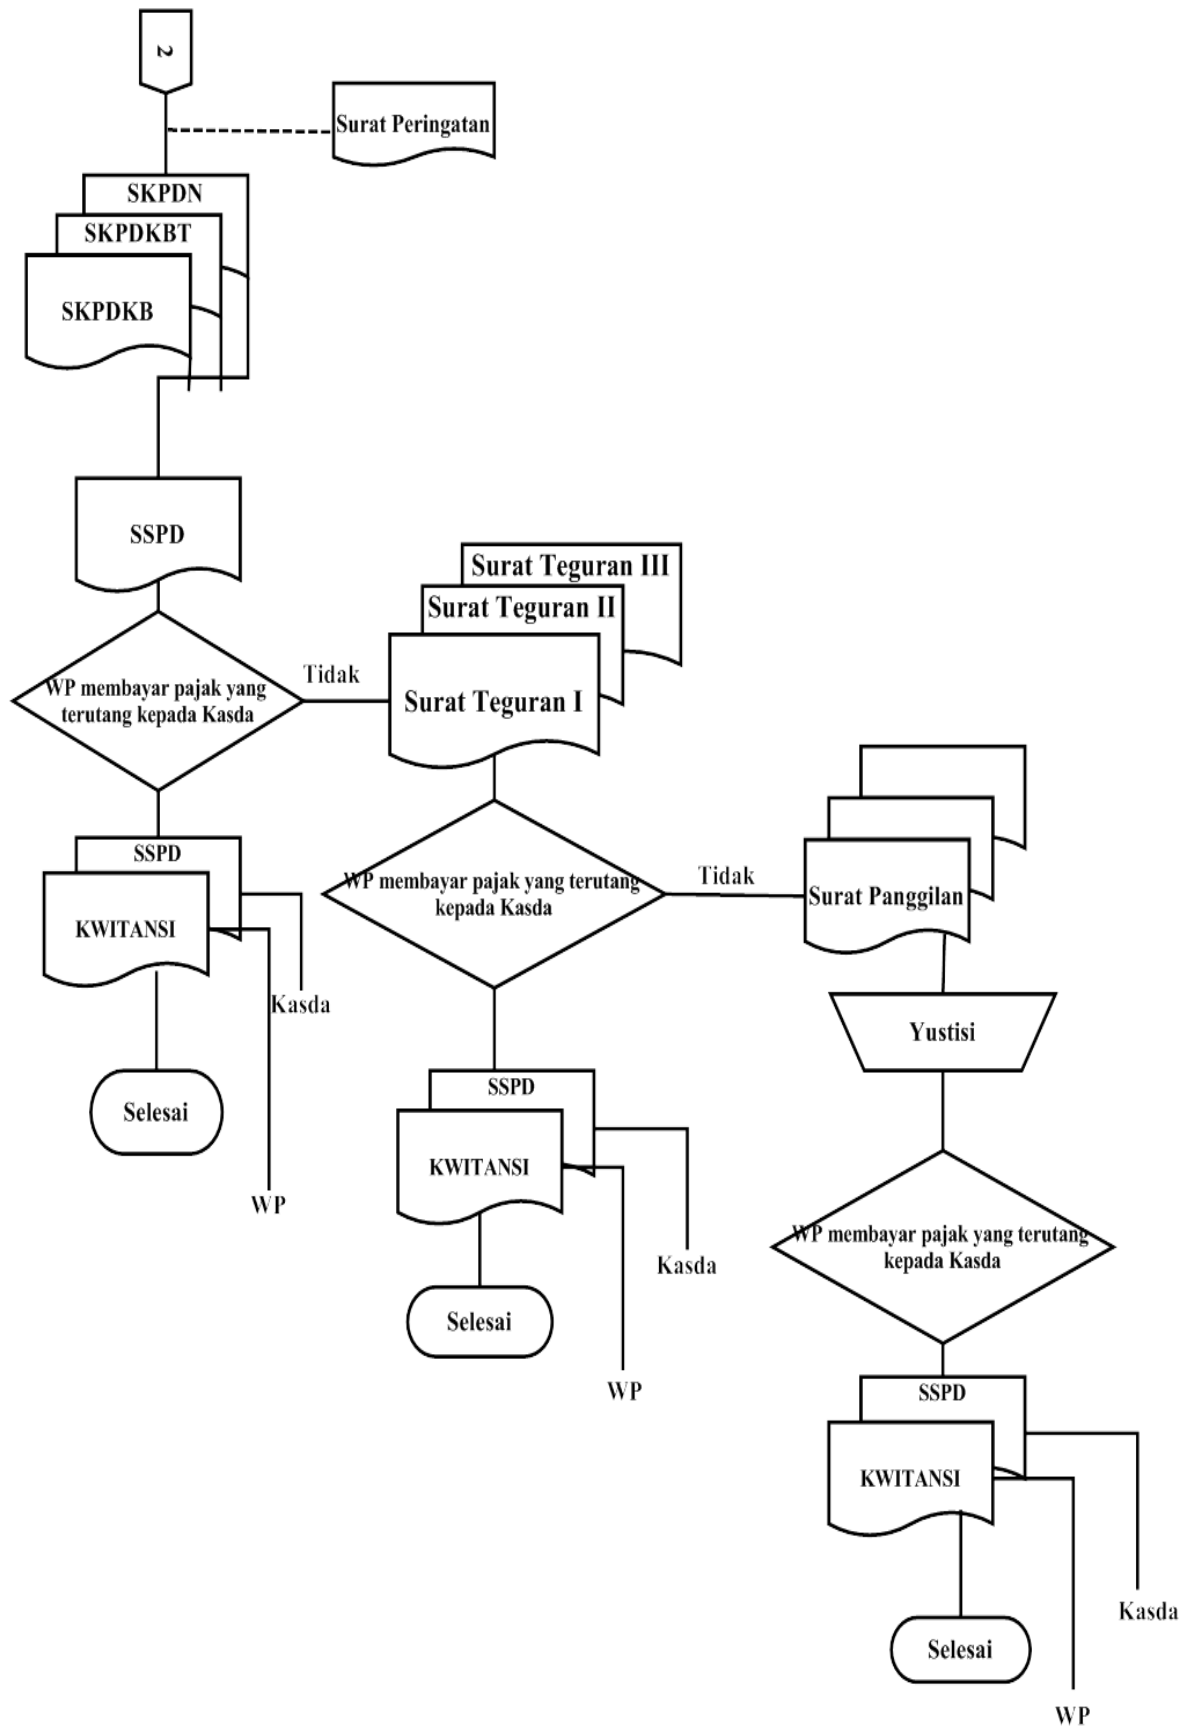 2
Surat Peringatan
SKPDN
SKPDKBT
SKPDKB
SSPD
WP membayar pajak yang
terutang kepada Kasda
Tidak
Surat Teguran III
Surat Teguran II
Surat Teguran I
SSPD
KWITANSI
Kasda
Selesai
WP
WP membayar pajak yang terutang
kepada Kasda
Tidak
Surat Panggilan
Yustisi
SSPD
KWITANSI
Kasda
Selesai
WP
WP membayar pajak yang terutang
kepada Kasda
SSPD
KWITANSI
Kasda
Selesai
WP